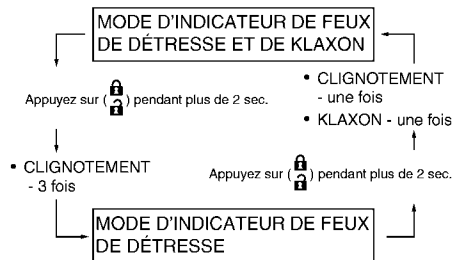 MODE D'INDICATEUR DE FEUX
DE DÉTRESSE ET DE KLAXON
Appuyez sur ( ) pendant plus de 2 sec.
• CLIGNOTEMENT
- 3 fois
• CLIGNOTEMENT
- une fois
• KLAXON - une fois
Appuyez sur ( ) pendant plus de 2 sec.
MODE D'INDICATEUR DE FEUX
DE DÉTRESSE